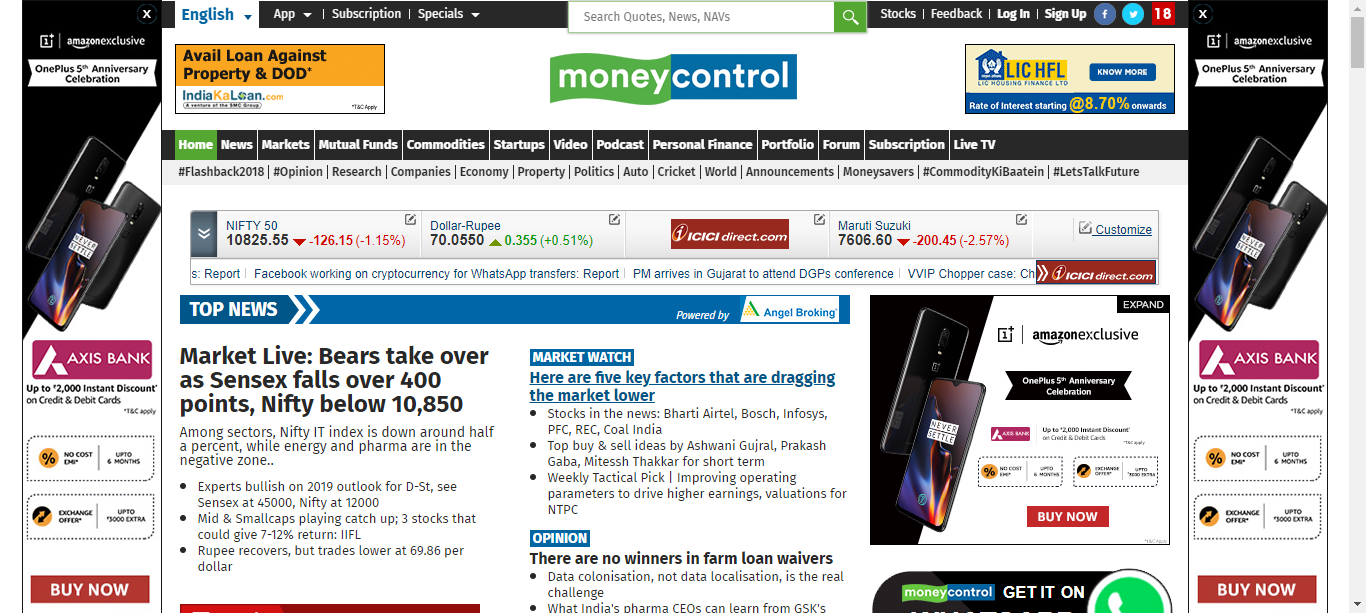 English
App
Subscription
Specials
Search Quotes, News, NAVs
Stocks
Feedback
Log In
Sign Up
18
X
amazonexclusive
OnePlus 5th Anniversary
Celebration
NEVER
SETTLE
AXIS BANK
Up to ₹2,000 Instant Discount*
on Credit & Debit Cards
*T&C apply
NO COST
EMI*
UPTO
6 MONTHS
EXCHANGE
OFFER*
UPTO
₹3000 EXTRA
BUY NOW
Avail Loan Against
Property & DOD*
IndiaKaLoan.com
A venture of the SMC Group
*T&C Apply
moneycontrol
LIC HFL
LIC HOUSING FINANCE LTD
KNOW MORE
Rate of Interest starting @8.70% onwards
Home News Markets Mutual Funds Commodities Startups Video Podcast Personal Finance Portfolio Forum Subscription Live TV
#Flashback2018 | #Opinion | Research | Companies | Economy | Property | Politics | Auto | Cricket | World | Announcements | Moneysavers | #CommodityKiBaatein | #LetsTalkFuture
NIFTY 50
10825.55 -126.15 (-1.15%)
Dollar-Rupee
70.0550 0.355 (+0.51%)
ICICI direct.com
Maruti Suzuki
7606.60 -200.45 (-2.57%)
Customize
s: Report | Facebook working on cryptocurrency for WhatsApp transfers: Report | PM arrives in Gujarat to attend DGPs conference | VVIP Chopper case: Ch
ICICI direct.com
TOP NEWS
Powered by
Angel Broking
Market Live: Bears take over
as Sensex falls over 400
points, Nifty below 10,850
Among sectors, Nifty IT index is down around half
a percent, while energy and pharma are in the
negative zone..
Experts bullish on 2019 outlook for D-St, see
Sensex at 45000, Nifty at 12000
Mid & Smallcaps playing catch up; 3 stocks that
could give 7-12% return: IIFL
Rupee recovers, but trades lower at 69.86 per
dollar
MARKET WATCH
Here are five key factors that are dragging
the market lower
Stocks in the news: Bharti Airtel, Bosch, Infosys,
PFC, REC, Coal India
Top buy & sell ideas by Ashwani Gujral, Prakash
Gaba, Mitessh Thakkar for short term
Weekly Tactical Pick | Improving operating
parameters to drive higher earnings, valuations for
NTPC
OPINION
There are no winners in farm loan waivers
Data colonisation, not data localisation, is the real
challenge
What India's pharma CEOs can learn from GSK's
EXPAND
amazonexclusive
OnePlus 5th Anniversary
Celebration
NEVER
SETTLE
AXIS BANK
Up to ₹2,000 Instant Discount*
on Credit & Debit Cards
*T&C apply
NO COST
EMI*
UPTO
6 MONTHS
EXCHANGE
OFFER*
UPTO
₹3000 EXTRA
BUY NOW
*T&C Apply
moneycontrol GET IT ON
X
amazonexclusive
OnePlus 5th Anniversary
Celebration
NEVER
SETTLE
AXIS BANK
Up to ₹2,000 Instant Discount*
on Credit & Debit Cards
*T&C apply
NO COST
EMI*
UPTO
6 MONTHS
EXCHANGE
OFFER*
UPTO
₹3000 EXTRA
BUY NOW